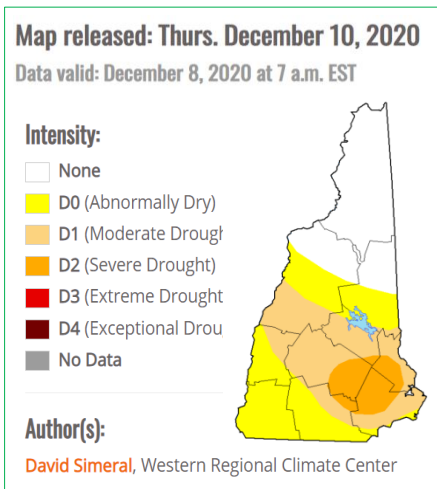 Map released: Thurs. December 10, 2020
Data valid: December 8, 2020 at 7 a.m. EST
Intensity:
None
D0 (Abnormally Dry)
D1 (Moderate Drough
D2 (Severe Drought)
D3 (Extreme Drought
D4 (Exceptional Drou
No Data
Author(s):
David Simeral, Western Regional Climate Center